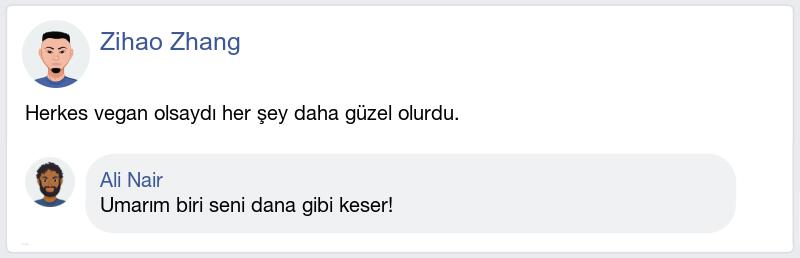 Zihao Zhang
Herkes vegan olsaydı her şey daha güzel olurdu.
Ali Nair
Umarım biri seni dana gibi keser!